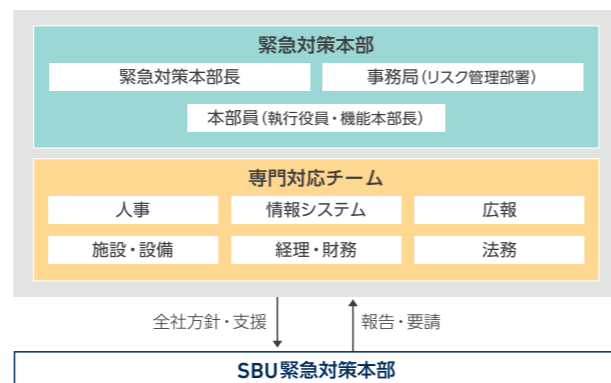 緊急対策本部
緊急対策本部長 事務局(リスク管理部署)
本部員(執行役員・機能本部長)
専門対応チーム
人事 情報システム 広報
施設・設備 経理・財務 法務
全社方針・支援 報告・要請
SBU緊急対策本部